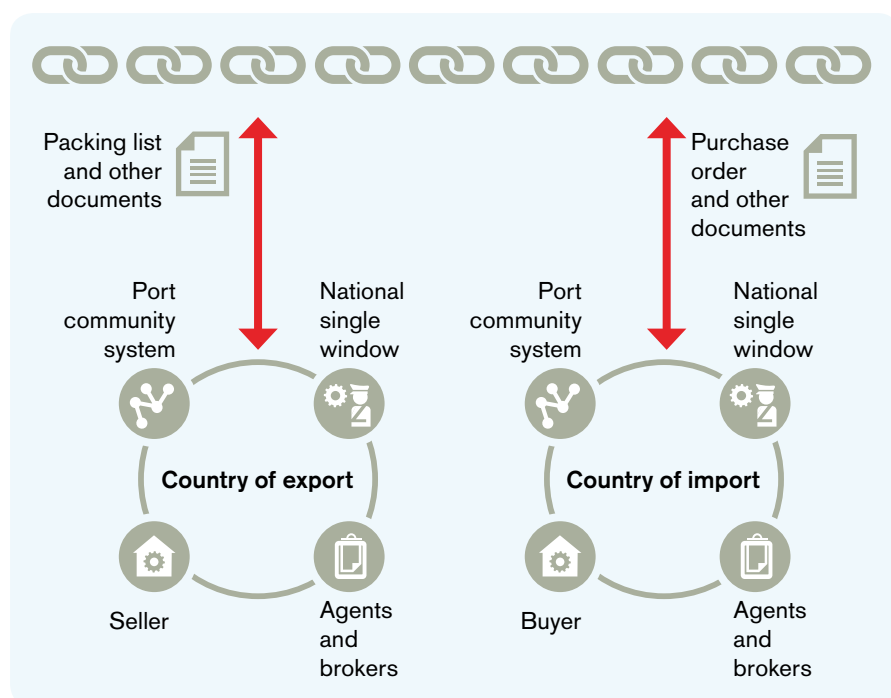 Packing list
and other
documents
Purchase
order
and other
documents
Port
community
system
National
single
window
Port
community
system
National
single
window
Country of export
Country of import
Seller
Agents
and
brokers
Buyer
Agents
and
brokers